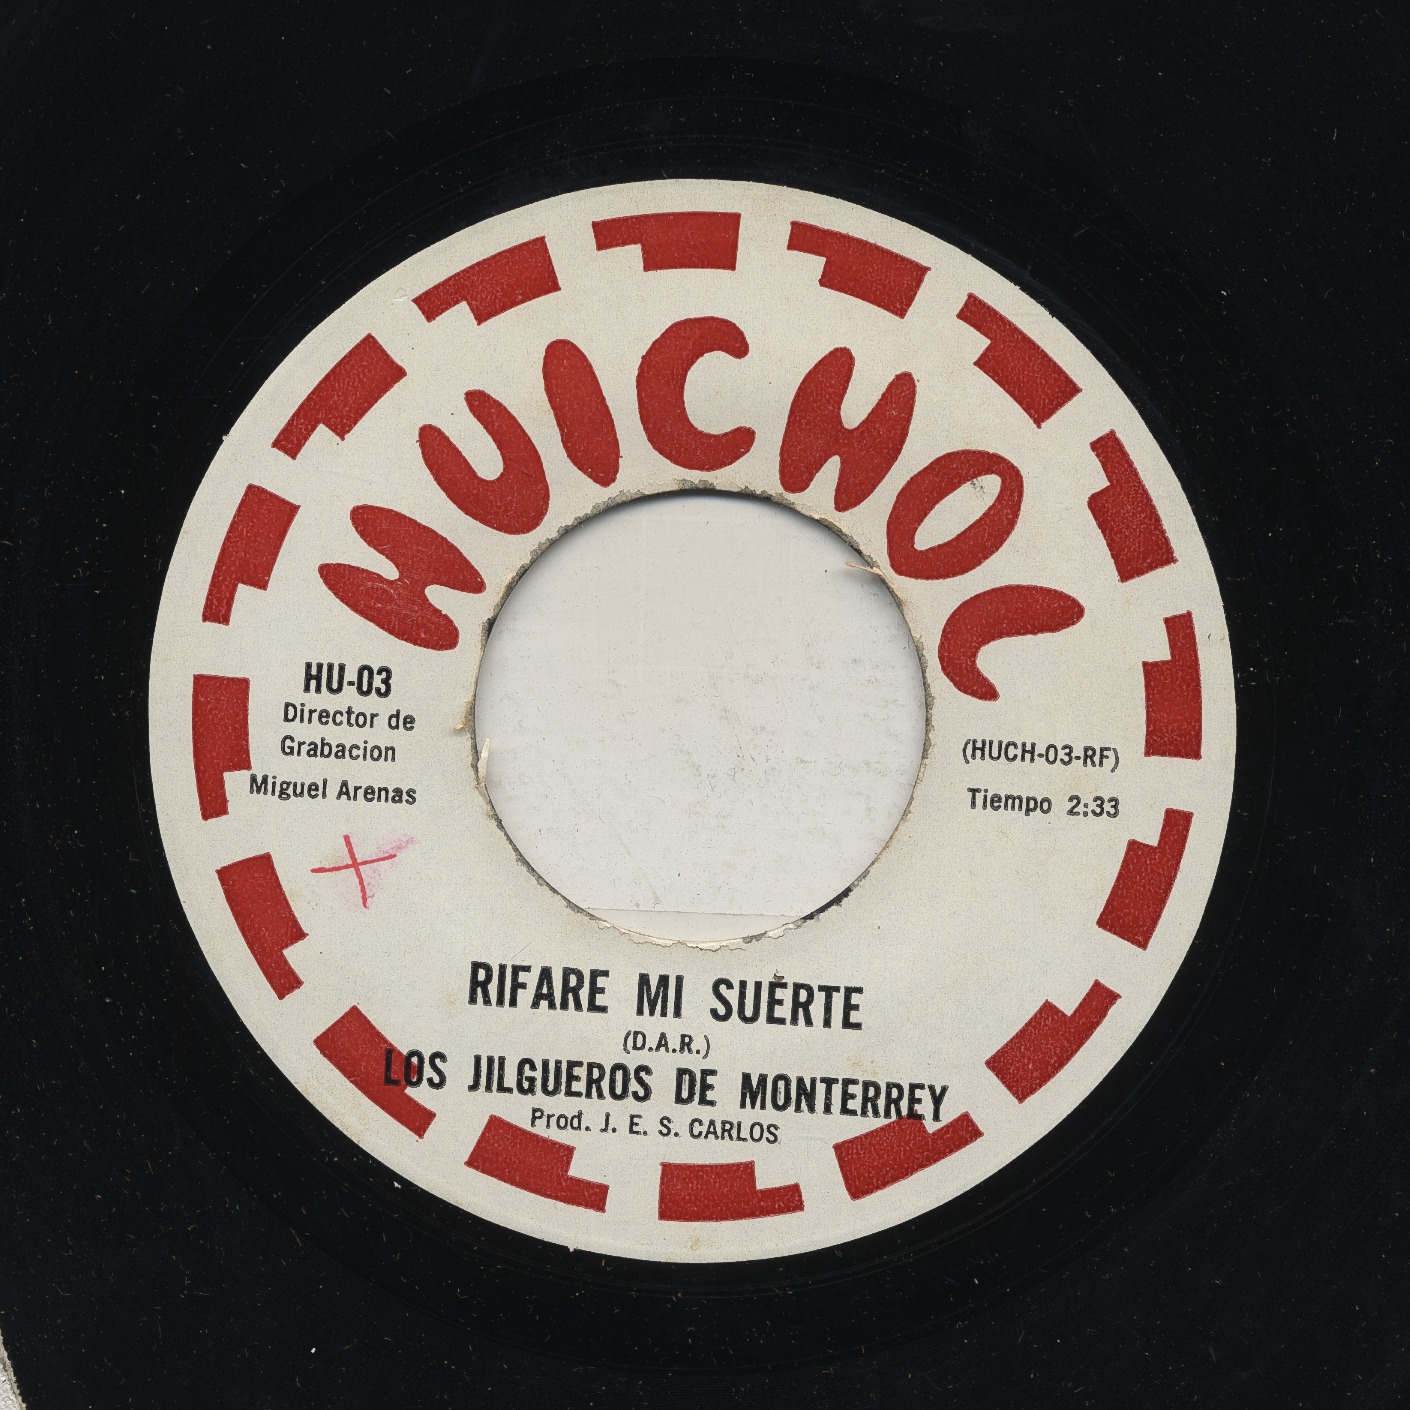 HUICHOL
HU-03
Director de
Grabacion
Miguel Arenas
(HUCH-03-RF)
Tiempo 2:33
RIFARE MI SUERTE
(D.A.R.)
LOS JILGUEROS DE MONTERREY
Prod. J. E. S. CARLOS